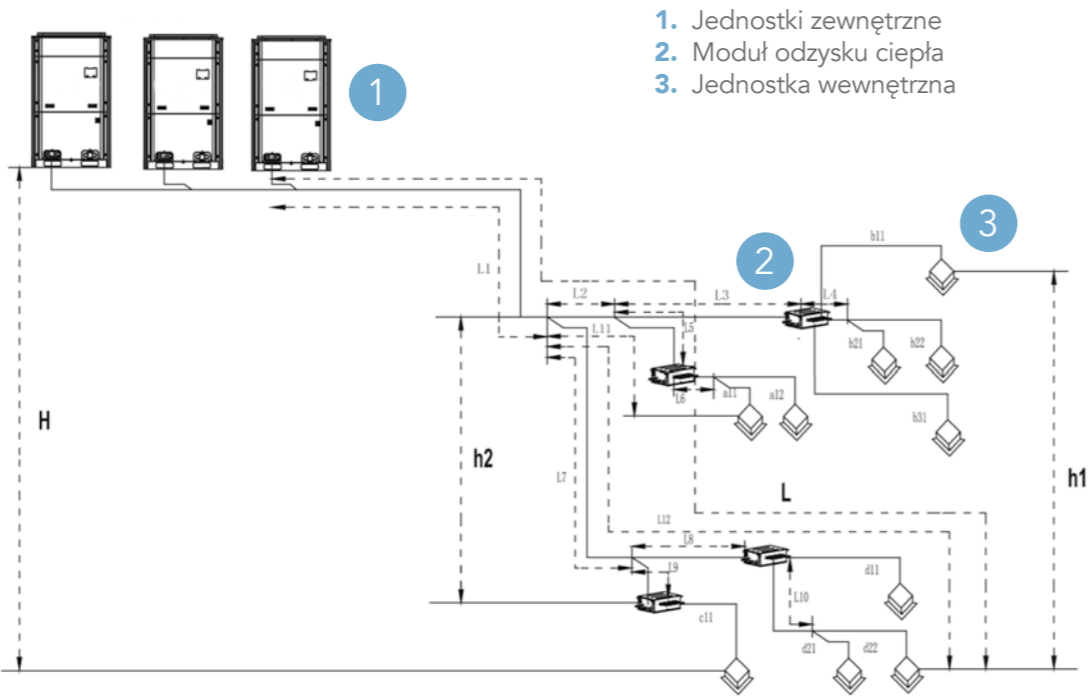 1. Jednostki zewnętrzne
2. Moduł odzysku ciepła
3. Jednostka wewnętrzna
1
3
b11
2
L1
L2
L3
L4
L11
L5
b21
b22
L6
a11
a12
H
b31
h2
L7
h1
L
L12
L8
L9
d11
L10
c11
d21
d22